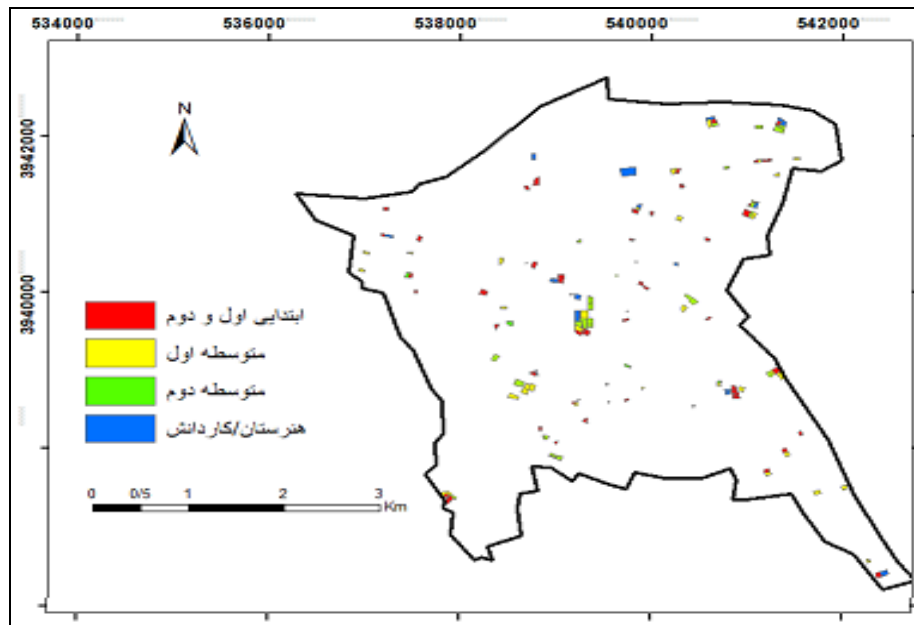 534000 536000 538000 540000 542000
N
3942000
3940000
ابتدایی اول و دوم
متوسطه اول
متوسطه دوم
هنرستان/کاردانش
0 0/5 1 2 3
Km